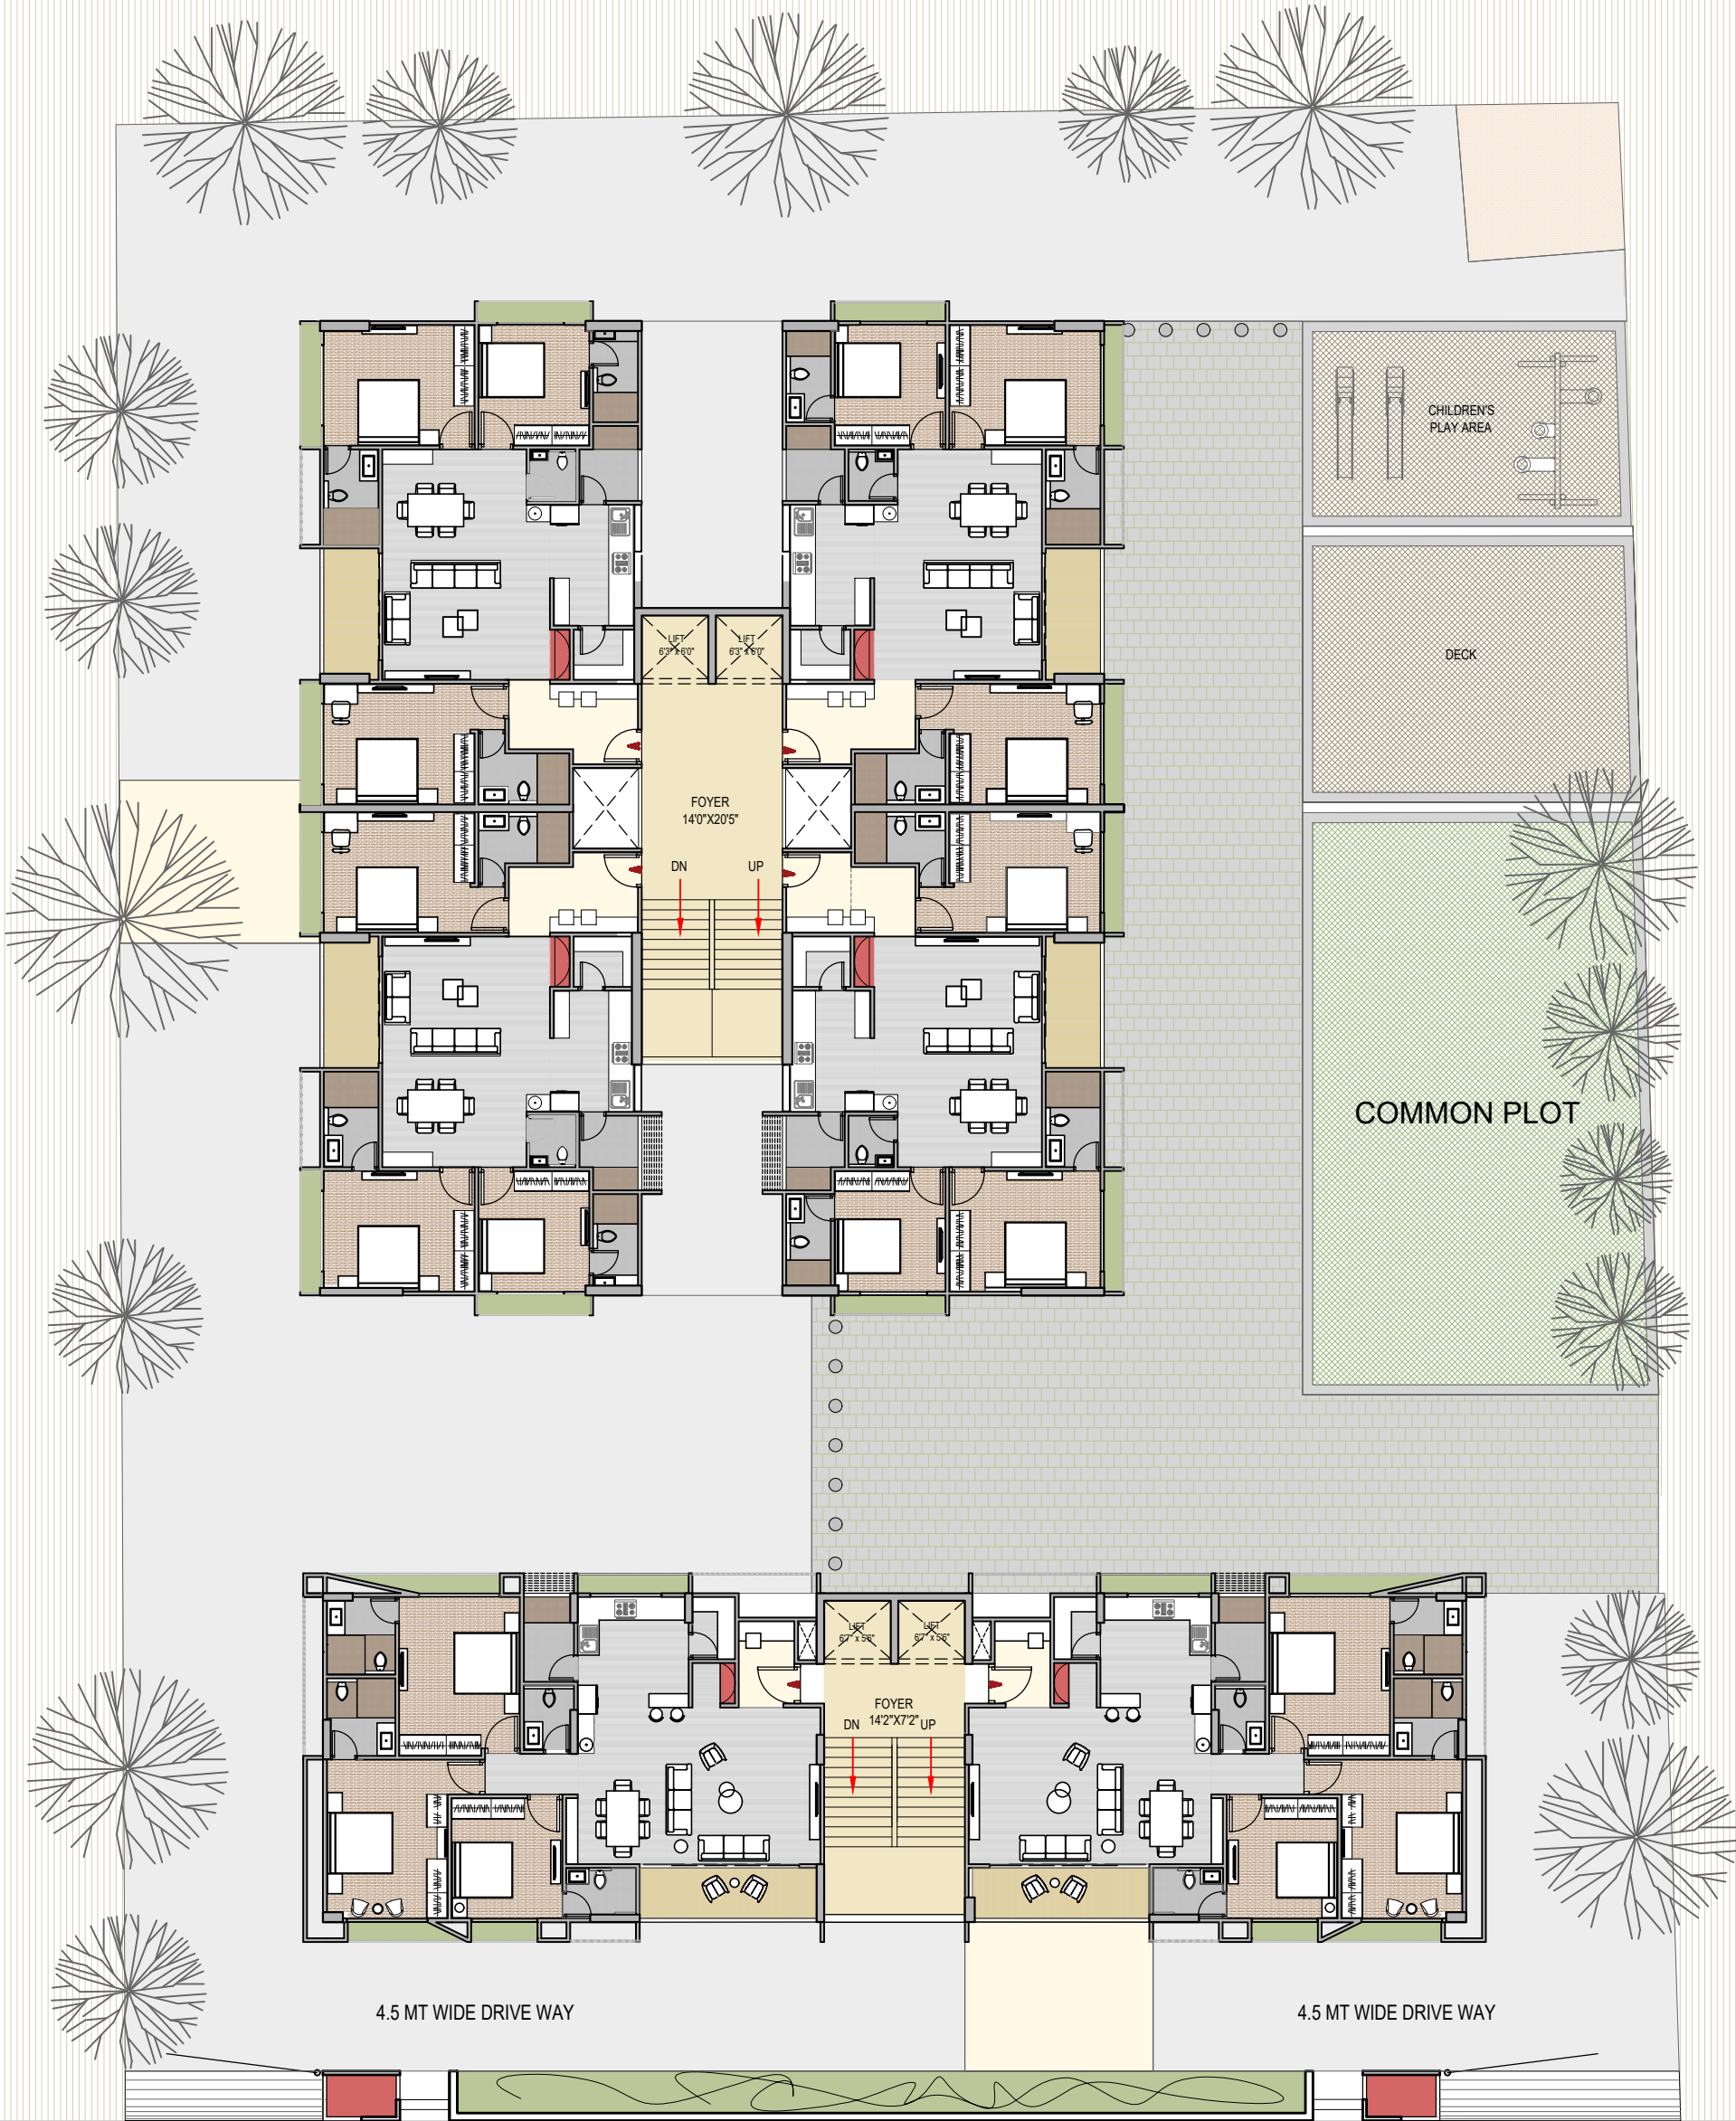 CHILDREN'S
PLAY AREA
LIFT
6'3" x 6'0"
LIFT
6'3" x 6'0"
DECK
FOYER
14'0"X20'5"
DN
UP
COMMON PLOT
LIFT
6'7" x 5'6"
LIFT
6'7" x 5'6"
FOYER
14'2"X7'2"
DN
UP
4.5 MT WIDE DRIVE WAY
4.5 MT WIDE DRIVE WAY